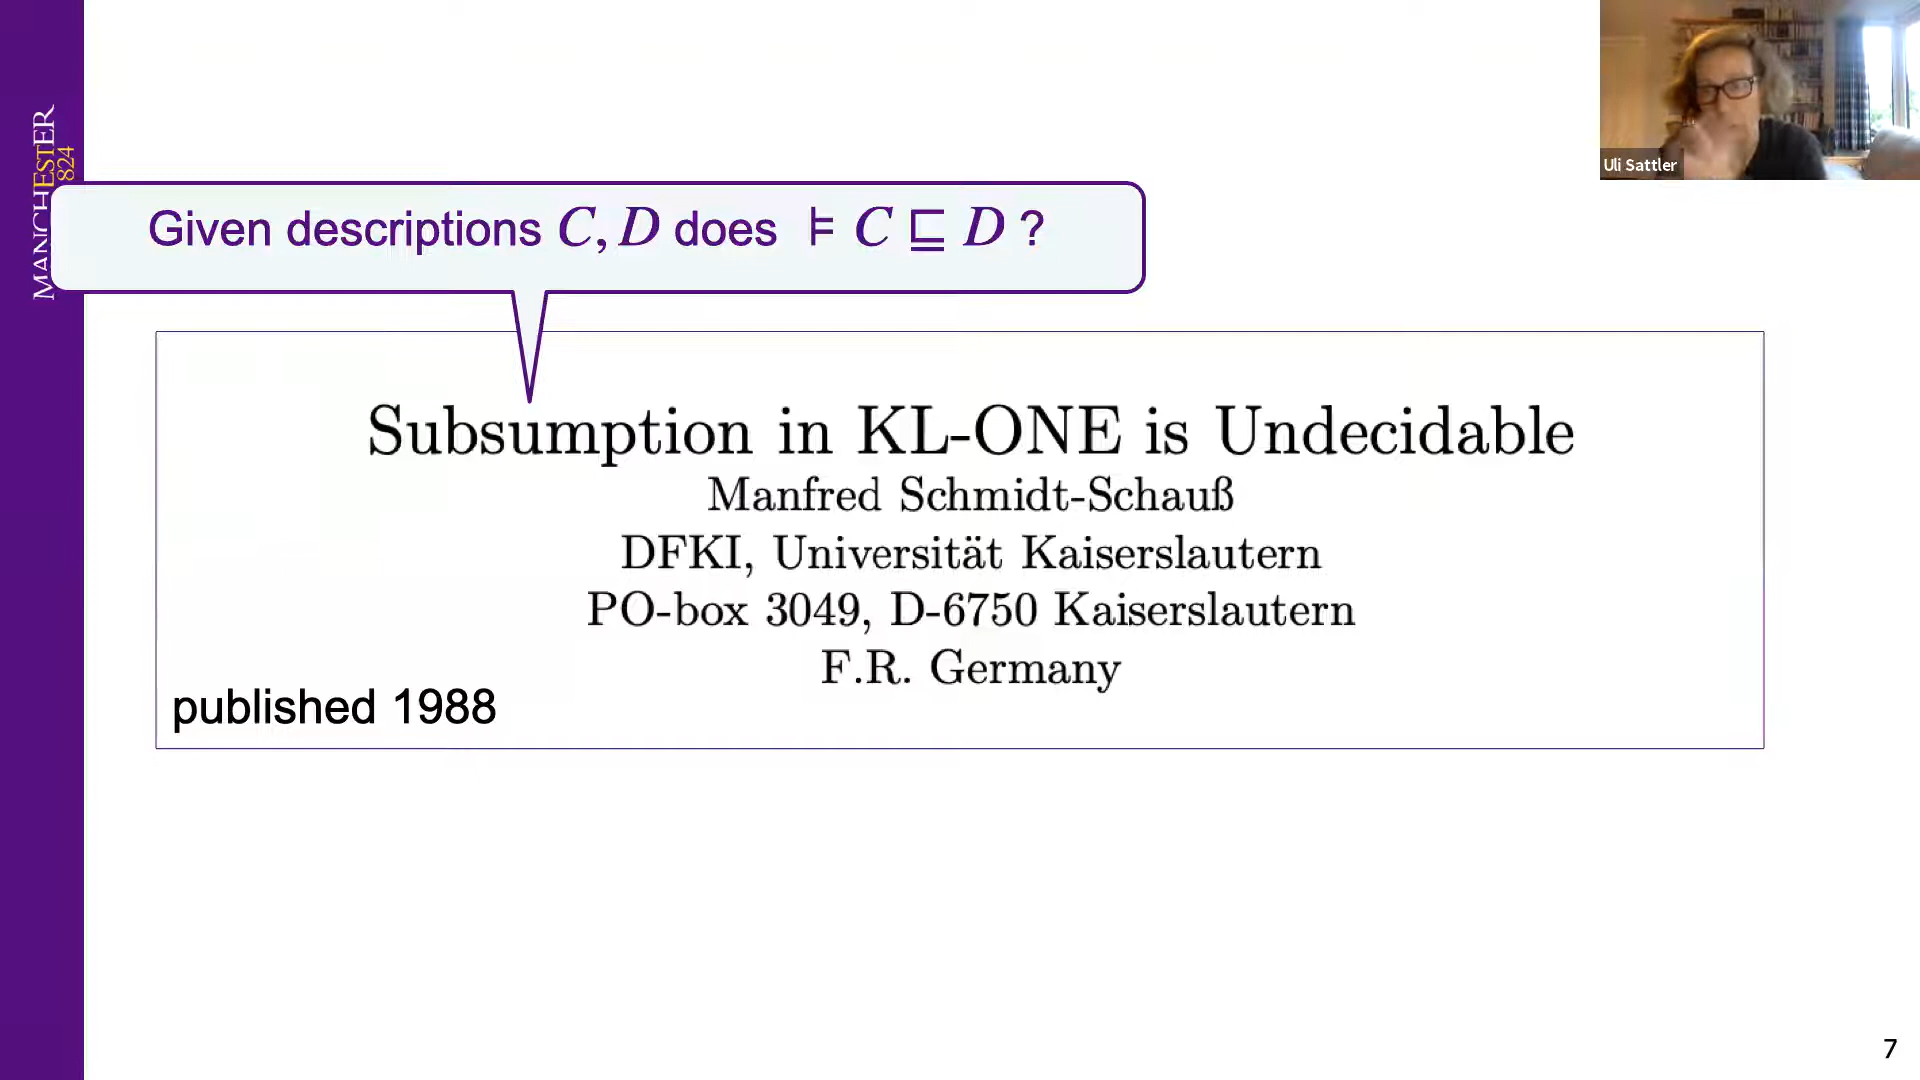 MANCHESTER
824
Uli Sattler
Given descriptions C, D does ⊨ C ⊑ D ?
Subsumption in KL-ONE is Undecidable
Manfred Schmidt-Schauß
DFKI, Universität Kaiserslautern
PO-box 3049, D-6750 Kaiserslautern
F.R. Germany
published 1988
7